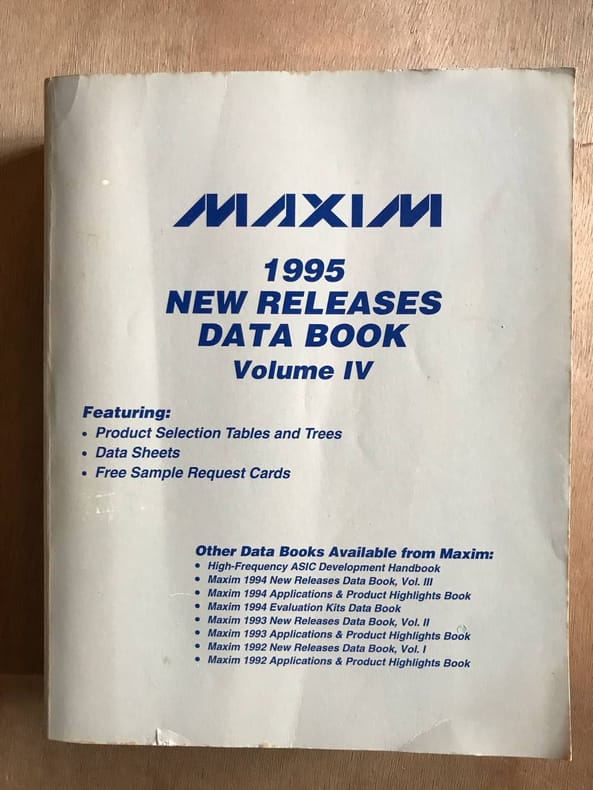 MAXIM
1995
NEW RELEASES
DATA BOOK
Volume IV
Featuring:
• Product Selection Tables and Trees
• Data Sheets
• Free Sample Request Cards
Other Data Books Available from Maxim:
• High-Frequency ASIC Development Handbook
• Maxim 1994 New Releases Data Book, Vol. III
• Maxim 1994 Applications & Product Highlights Book
• Maxim 1994 Evaluation Kits Data Book
• Maxim 1993 New Releases Data Book, Vol. II
• Maxim 1993 Applications & Product Highlights Book
• Maxim 1992 New Releases Data Book, Vol. I
• Maxim 1992 Applications & Product Highlights Book